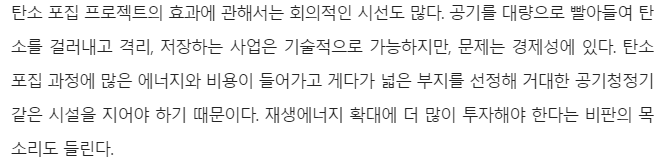 탄소 포집 프로젝트의 효과에 관해서는 회의적인 시선도 많다. 공기를 대량으로 빨아들여 탄
소를 걸러내고 격리, 저장하는 사업은 기술적으로 가능하지만, 문제는 경제성에 있다. 탄소
포집 과정에 많은 에너지와 비용이 들어가고 게다가 넓은 부지를 선정해 거대한 공기청정기
같은 시설을 지어야 하기 때문이다. 재생에너지 확대에 더 많이 투자해야 한다는 비판의 목
소리도 들린다.